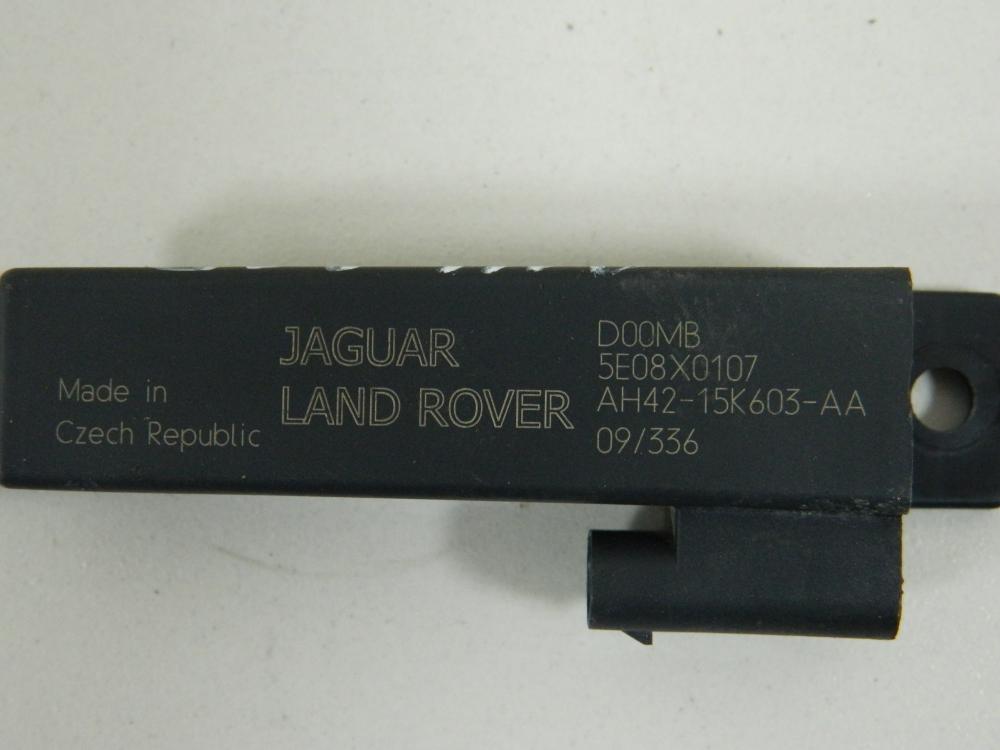 Made in
Czech Republic
JAGUAR
LAND ROVER
D00MB
5E08X0107
AH42-15K603-AA
09/336